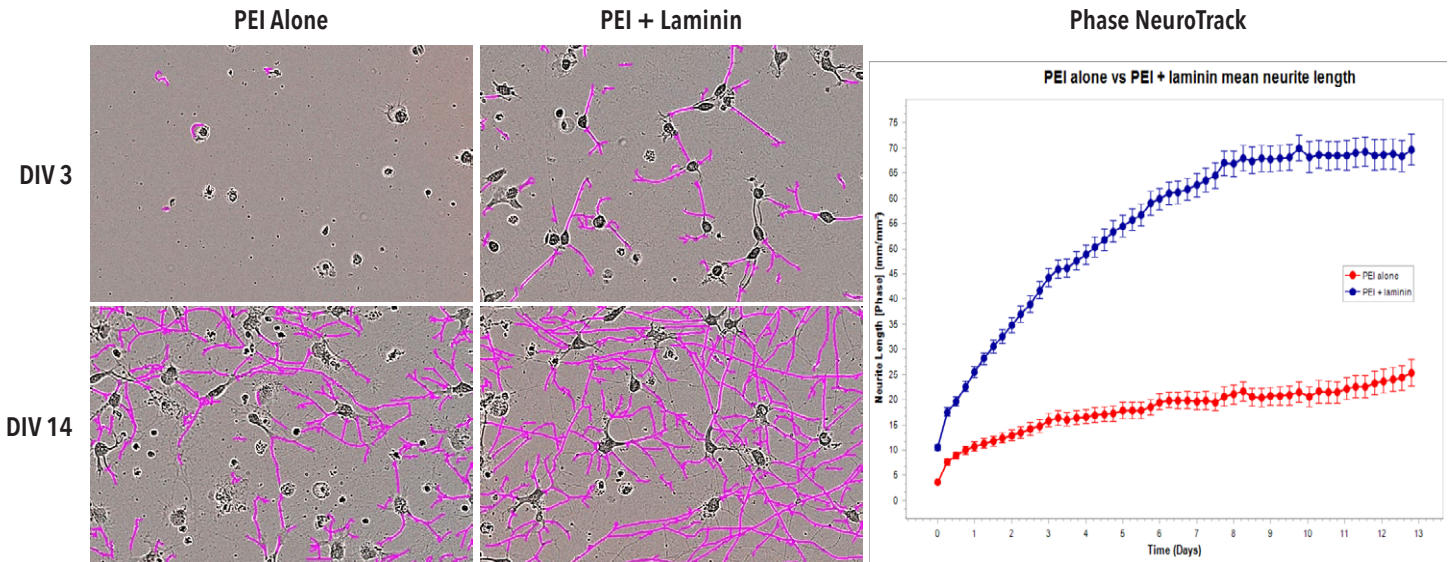 PEI Alone
PEI + Laminin
Phase NeuroTrack
DIV 3
DIV 14
PEI alone vs PEI + laminin mean neurite length
Neurite Length [Phase] (mm/mm²)
75
70
65
60
55
50
45
40
35
30
25
20
15
10
5
0
PEI alone
PEI + laminin
0 1 2 3 4 5 6 7 8 9 10 11 12 13
Time (Days)